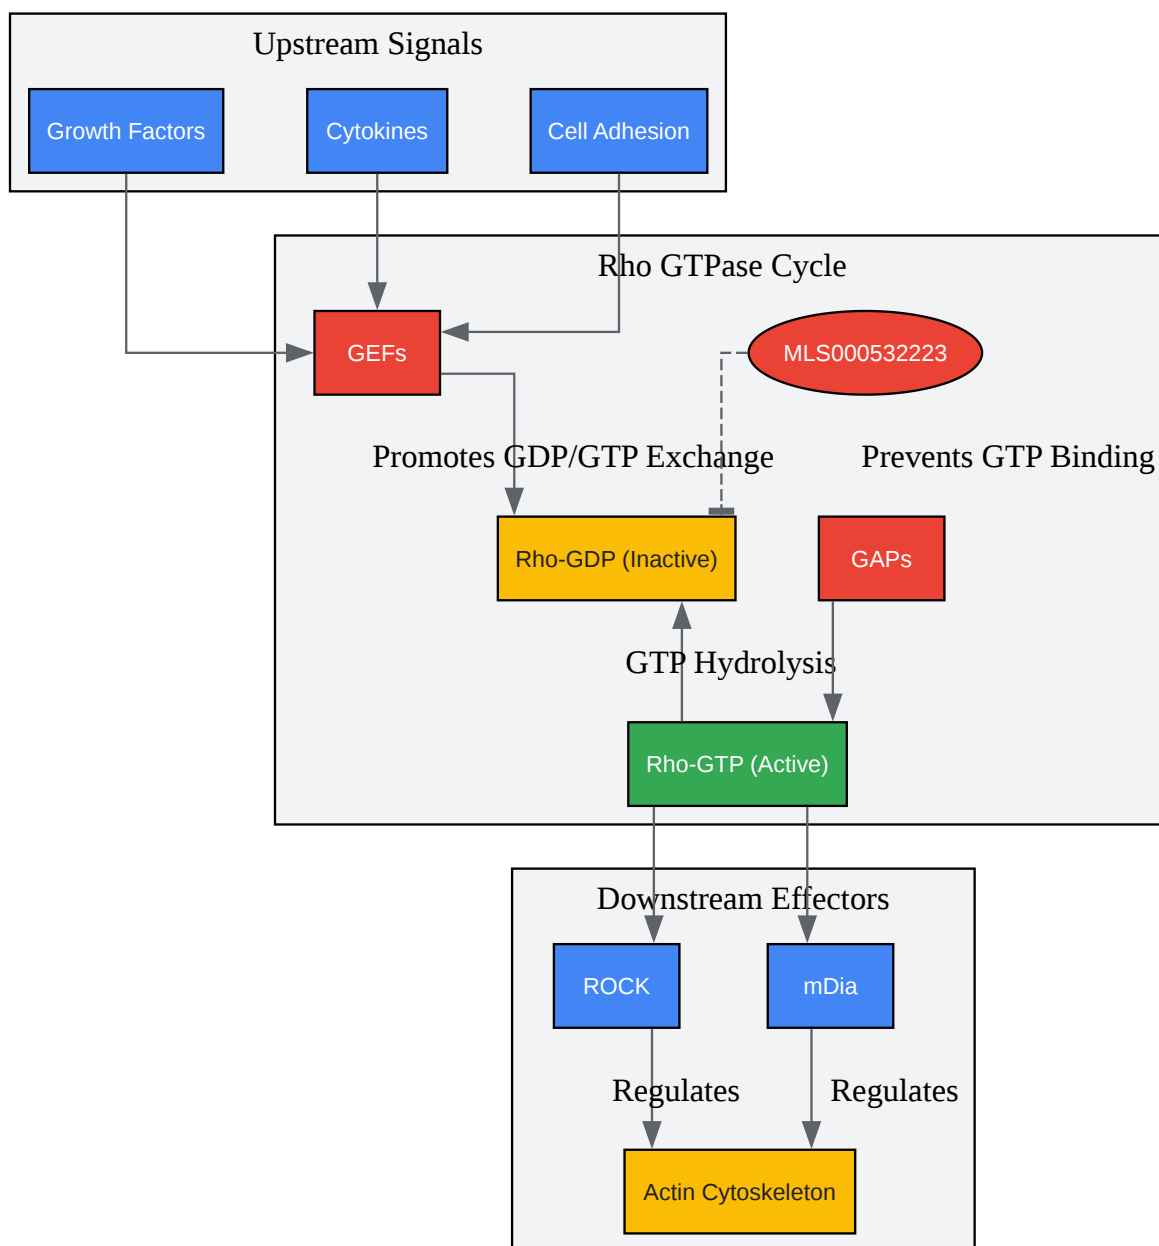 Upstream Signals
Growth Factors
Cytokines
Cell Adhesion
Rho GTPase Cycle
GEFs
MLS000532223
Promotes GDP/GTP Exchange
Prevents GTP Binding
Rho-GDP (Inactive)
GAPs
GTP Hydrolysis
Rho-GTP (Active)
Downstream Effectors
ROCK
mDia
Regulates
Regulates
Actin Cytoskeleton